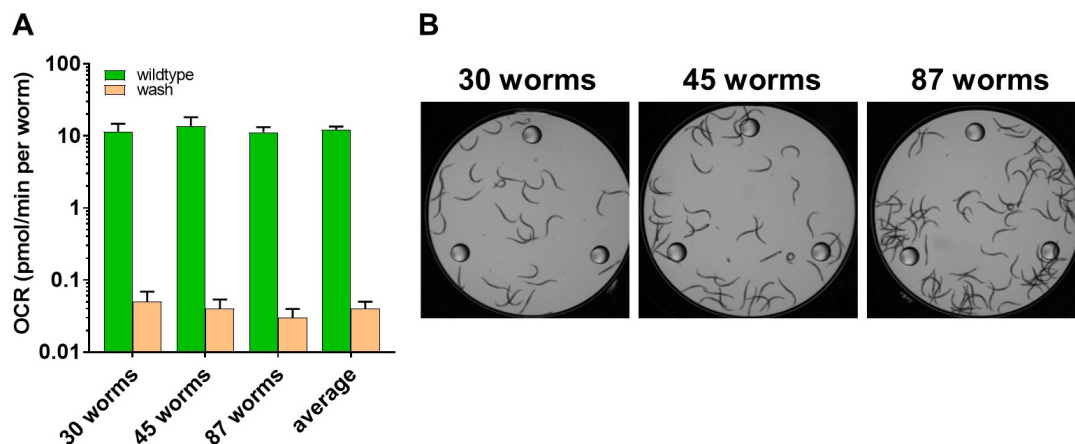 A
OCR (pmol/min per worm)
100
10
1
0.1
0.01
wildtype
wash
30 worms
45 worms
87 worms
average
B
30 worms
45 worms
87 worms